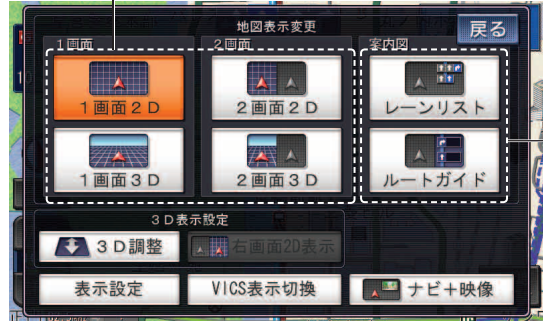 地図表示変更
戻る
1画面
2画面
案内図
1画面2D
2画面2D
レーンリスト
1画面3D
2画面3D
ルートガイド
3D表示設定
3D調整
右画面2D表示
表示設定
VICS表示切換
ナビ+映像